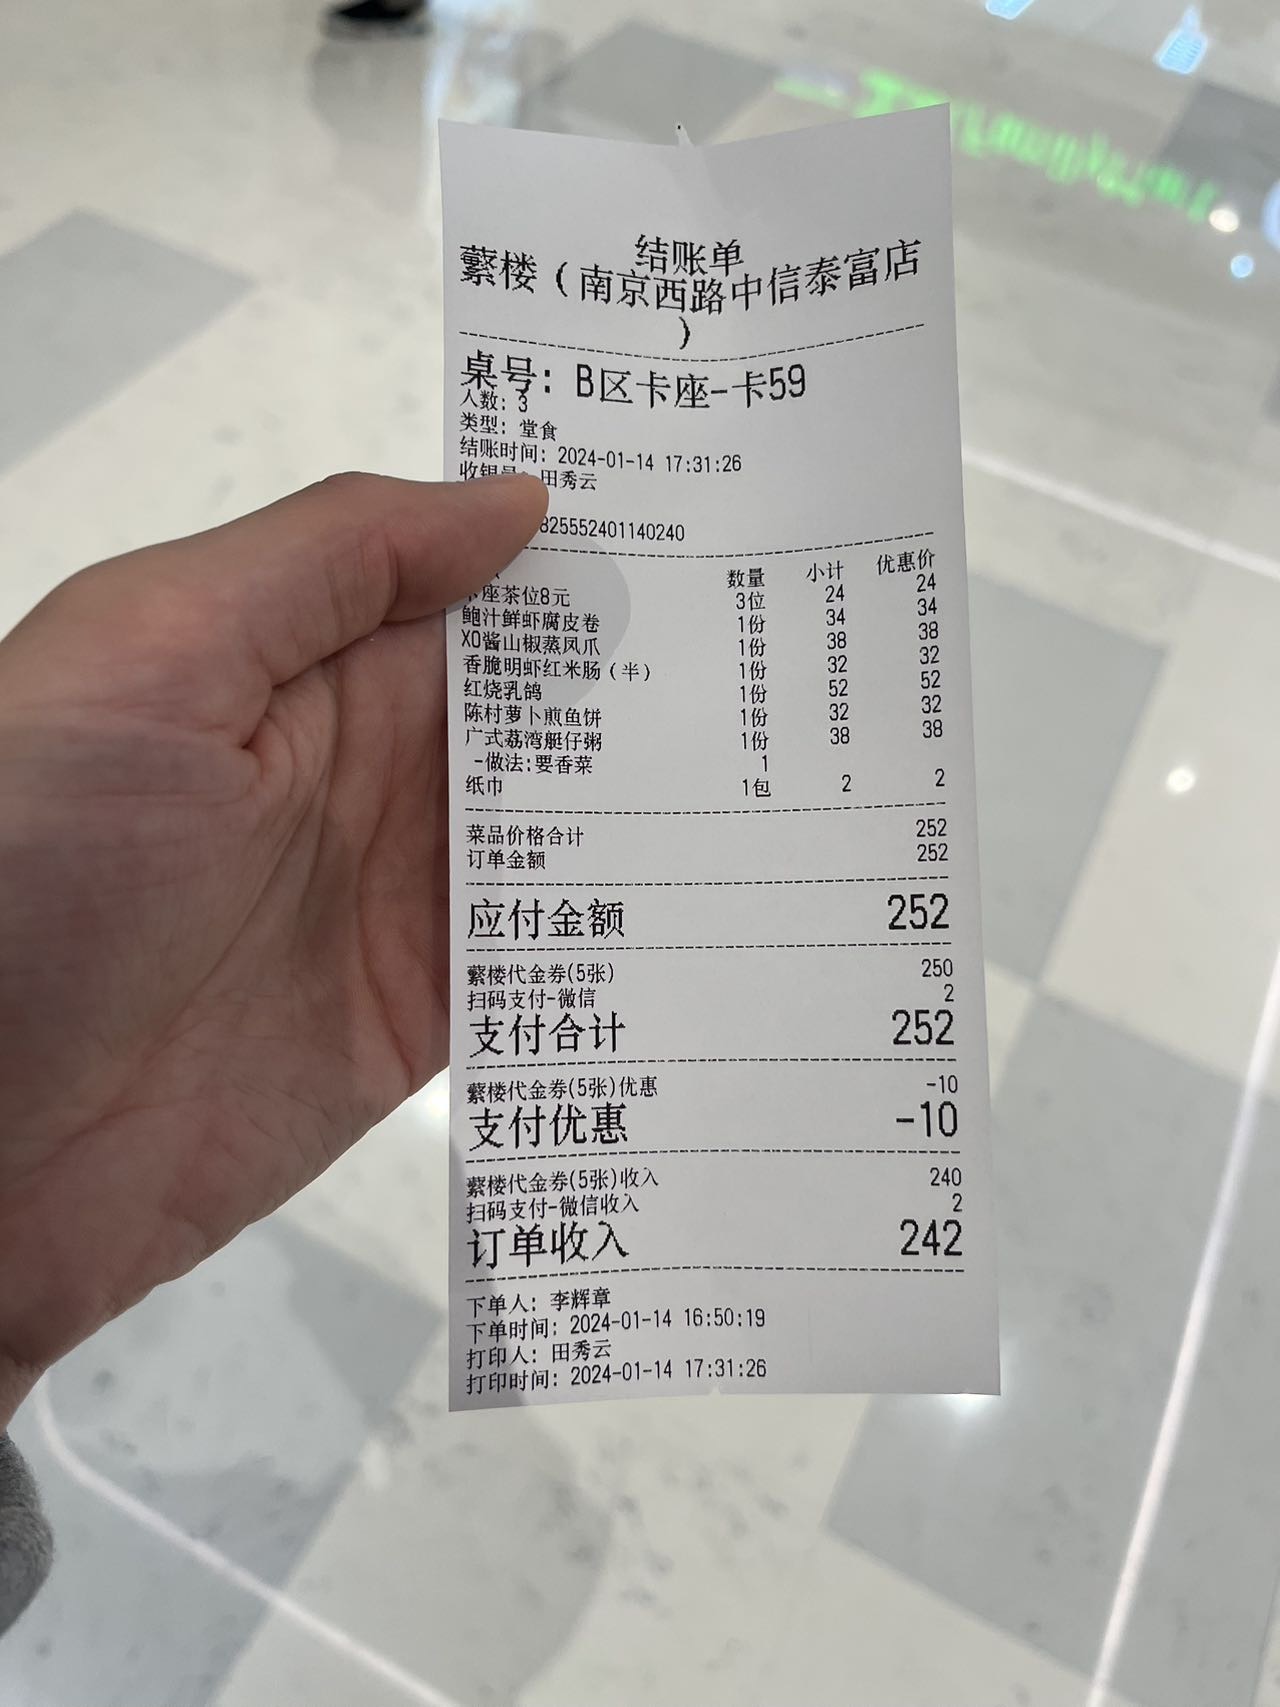 结账单
蘩楼（南京西路中信泰富店
）
桌号: B区卡座-卡59
人数: 3
类型: 堂食
结账时间: 2024-01-14 17:31:26
田秀云
825552401140240
数量 小计 优惠价
座茶位8元 3位 24 24
鲍汁鲜虾腐皮卷 1份 34 34
XO酱山椒蒸凤爪 1份 38 38
香脆明虾红米肠（半） 1份 32 32
红烧乳鸽 1份 52 52
陈村萝卜煎鱼饼 1份 32 32
广式荔湾艇仔粥 1份 38 38
-做法:要香菜 1
纸巾 1包 2 2
菜品价格合计 252
订单金额 252
应付金额 252
蘩楼代金券(5张) 250
扫码支付-微信 2
支付合计 252
蘩楼代金券(5张)优惠 -10
支付优惠 -10
蘩楼代金券(5张)收入 240
扫码支付-微信收入 2
订单收入 242
下单人: 李辉章
下单时间: 2024-01-14 16:50:19
打印人: 田秀云
打印时间: 2024-01-14 17:31:26